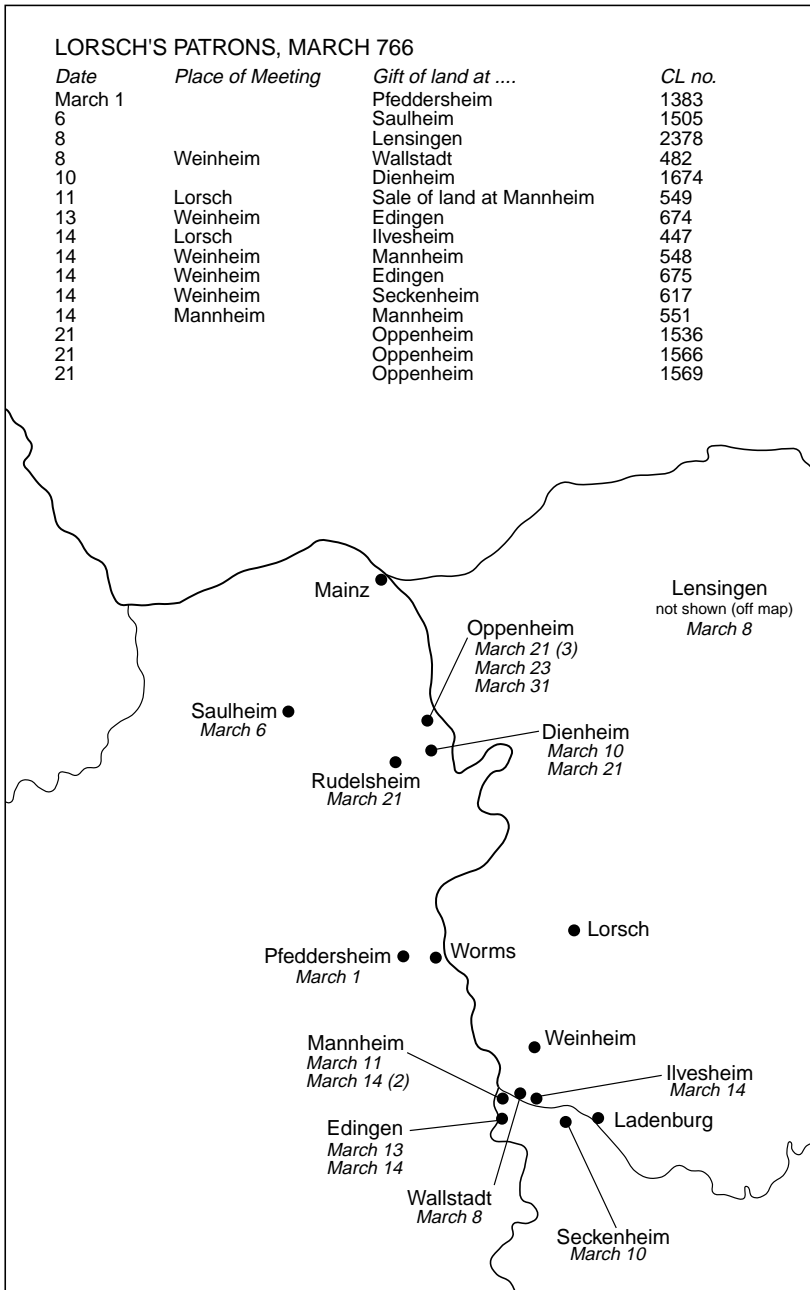 LORSCH'S PATRONS, MARCH 766
Date Place of Meeting Gift of land at .... CL no.
March 1 Pfeddersheim 1383
6 Saulheim 1505
8 Lensingen 2378
8 Weinheim Wallstadt 482
10 Dienheim 1674
11 Lorsch Sale of land at Mannheim 549
13 Weinheim Edingen 674
14 Lorsch Ilvesheim 447
14 Weinheim Mannheim 548
14 Weinheim Edingen 675
14 Weinheim Seckenheim 617
14 Mannheim Mannheim 551
21 Oppenheim 1536
21 Oppenheim 1566
21 Oppenheim 1569
Mainz
Lensingen
not shown (off map)
March 8
Oppenheim
March 21 (3)
March 23
March 31
Saulheim
March 6
Dienheim
March 10
March 21
Rudelsheim
March 21
Lorsch
Pfeddersheim
March 1
Worms
Weinheim
Mannheim
March 11
March 14 (2)
Ilvesheim
March 14
Ladenburg
Edingen
March 13
March 14
Wallstadt
March 8
Seckenheim
March 10